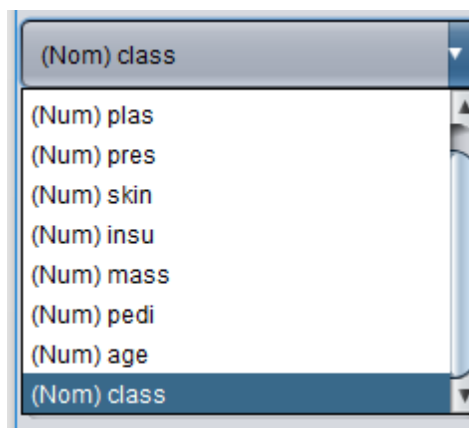 (Nom) class
(Num) plas
(Num) pres
(Num) skin
(Num) insu
(Num) mass
(Num) pedi
(Num) age
(Nom) class